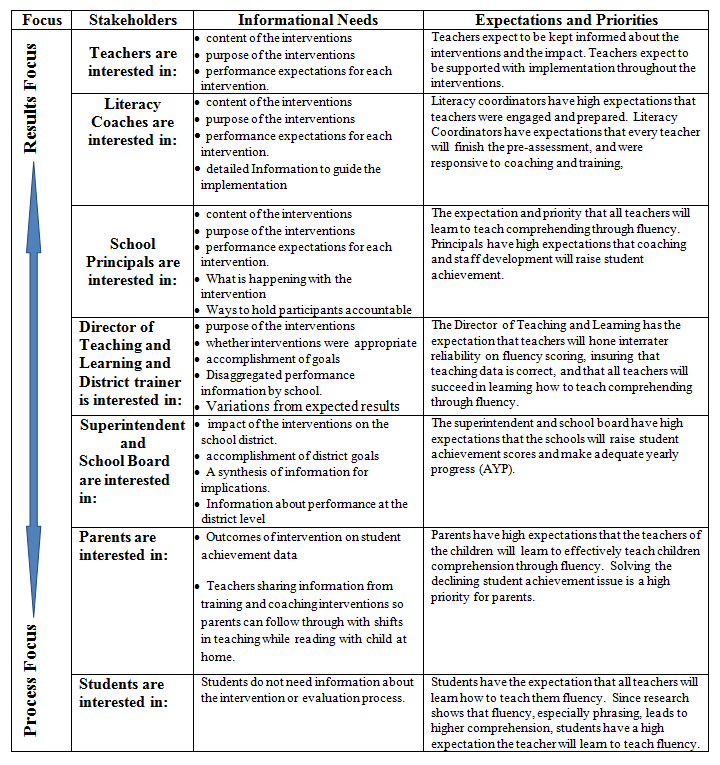 Focus
Stakeholders
Informational Needs
Expectations and Priorities
Results Focus
Process Focus
Teachers are
interested in:
• content of the interventions
• purpose of the interventions
• performance expectations for each
intervention.
Teachers expect to be kept informed about the
interventions and the impact. Teachers expect to
be supported with implementation throughout the
interventions.
Literacy
Coaches are
interested in:
• content of the interventions
• purpose of the interventions
• performance expectations for each
intervention.
• detailed Information to guide the
implementation
Literacy coordinators have high expectations that
teachers were engaged and prepared. Literacy
Coordinators have expectations that every teacher
will finish the pre-assessment, and were
responsive to coaching and training,
School
Principals are
interested in:
• content of the interventions
• purpose of the interventions
• performance expectations for each
intervention.
• What is happening with the
intervention
• Ways to hold participants accountable
The expectation and priority that all teachers will
learn to teach comprehending through fluency.
Principals have high expectations that coaching
and staff development will raise student
achievement.
Director of
Teaching and
Learning and
District trainer
is interested in:
• purpose of the interventions
• whether interventions were appropriate
• accomplishment of goals
• Disaggregated performance
information by school.
• Variations from expected results
The Director of Teaching and Learning has the
expectation that teachers will hone interrater
reliability on fluency scoring, insuring that
teaching data is correct, and that all teachers will
succeed in learning how to teach comprehending
through fluency.
Superintendent
and
School Board
are interested
in:
• impact of the interventions on the
school district.
• accomplishment of district goals
• A synthesis of information for
implications.
• Information about performance at the
district level
The superintendent and school board have high
expectations that the schools will raise student
achievement scores and make adequate yearly
progress (AYP).
Parents are
interested in:
• Outcomes of intervention on student
achievement data
• Teachers sharing information from
training and coaching interventions so
parents can follow through with shifts
in teaching while reading with child at
home.
Parents have high expectations that the teachers of
the children will learn to effectively teach children
comprehension through fluency. Solving the
declining student achievement issue is a high
priority for parents.
Students are
interested in:
Students do not need information about
the intervention or evaluation process.
Students have the expectation that all teachers will
learn how to teach them fluency. Since research
shows that fluency, especially phrasing, leads to
higher comprehension, students have a high
expectation the teacher will learn to teach fluency.